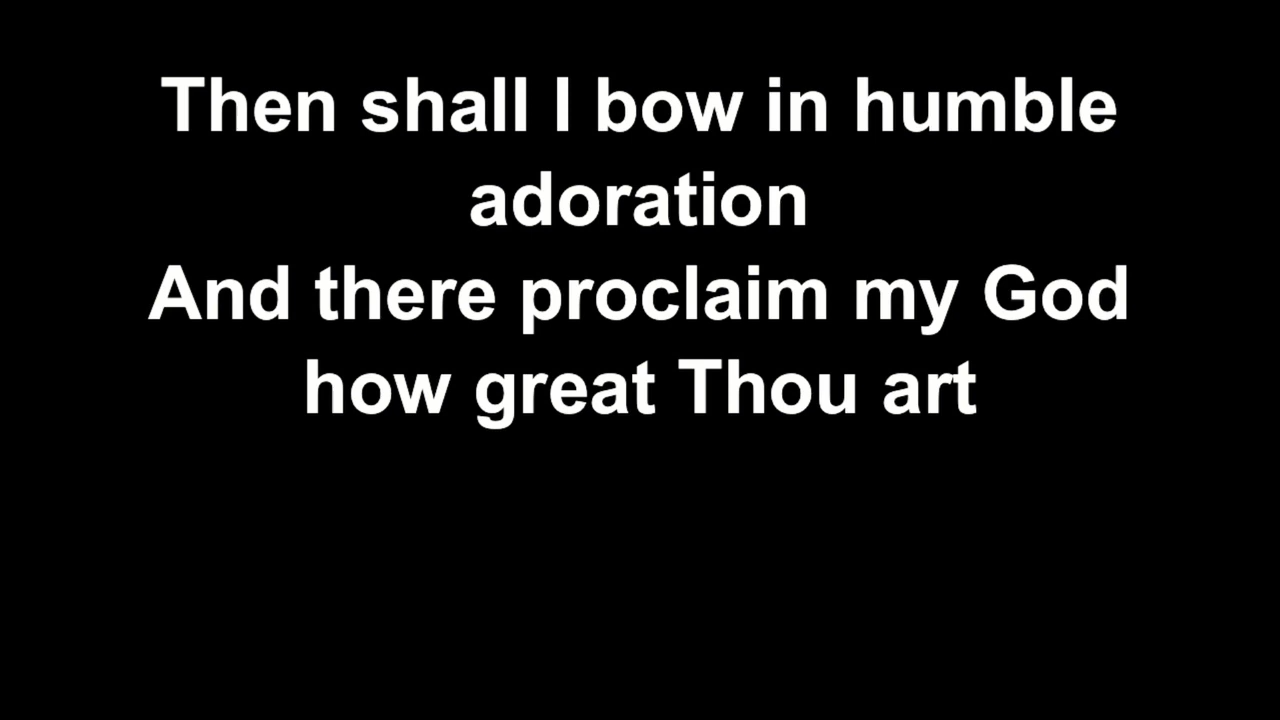 Then shall I bow in humble
adoration
And there proclaim my God
how great Thou art